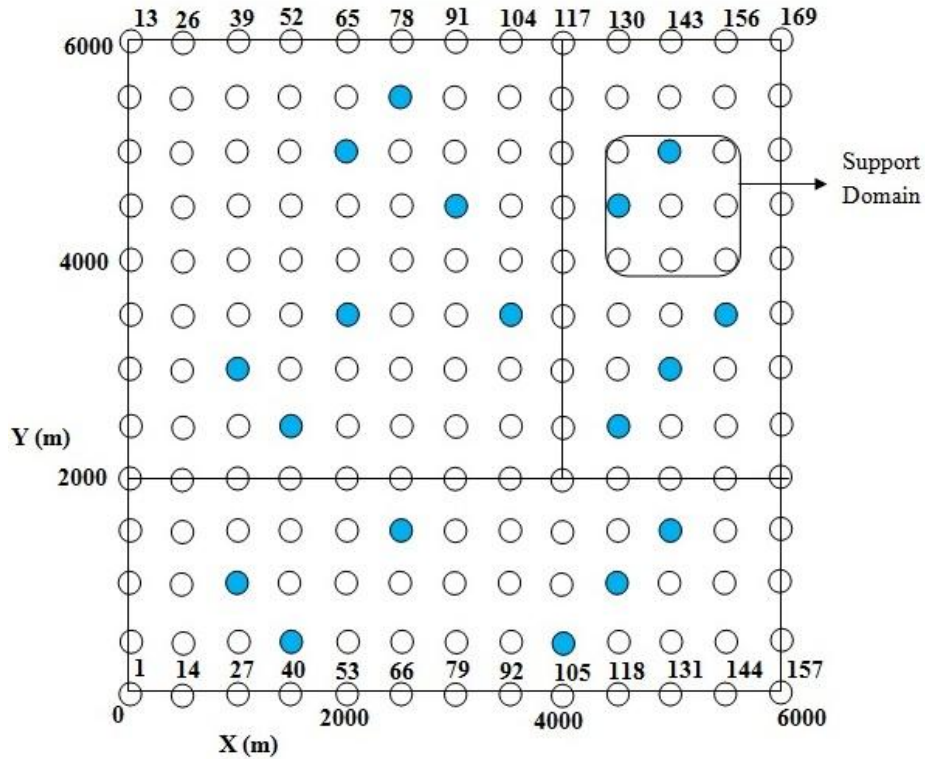 13 26 39 52 65 78 91 104 117 130 143 156 169
6000
Support
Domain
4000
Y (m)
2000
1 14 27 40 53 66 79 92 105 118 131 144 157
0 2000 4000 6000
X (m)